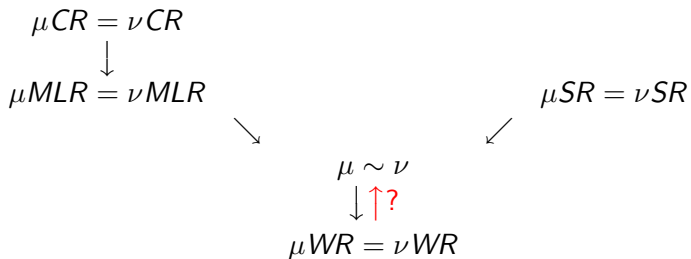 μCR = νCR
μMLR = νMLR
μSR = νSR
μ ∼ ν
?
μWR = νWR